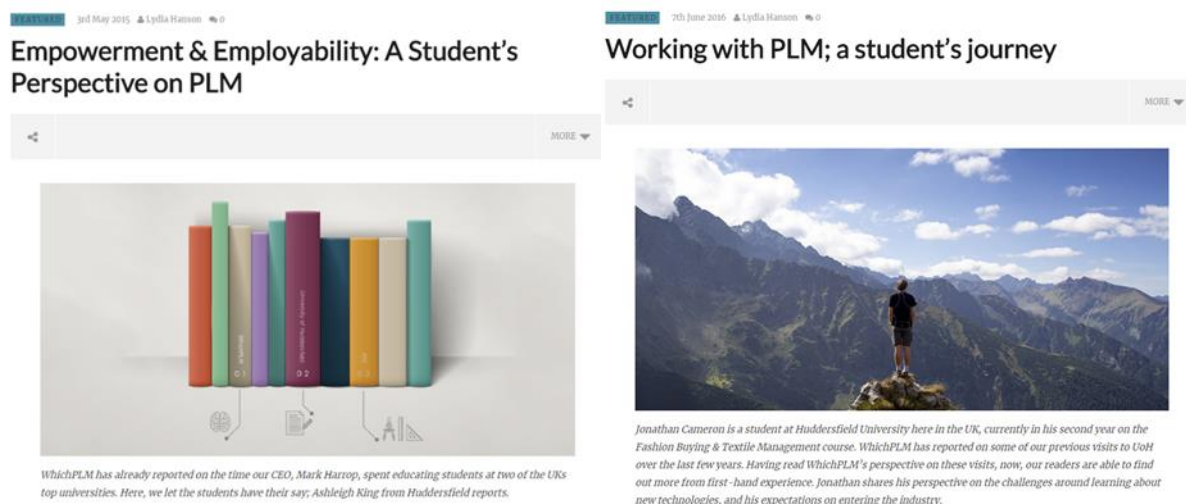 FEATURED 3rd May 2015 Lydia Hanson 0
Empowerment & Employability: A Student's
Perspective on PLM
MORE
University of Huddersfield
01
02
03
WhichPLM has already reported on the time our CEO, Mark Harrop, spent educating students at two of the UKs
top universities. Here, we let the students have their say; Ashleigh King from Huddersfield reports.
FEATURED 7th June 2016 Lydia Hanson 0
Working with PLM; a student's journey
MORE
Jonathan Cameron is a student at Huddersfield University here in the UK, currently in his second year on the
Fashion Buying & Textile Management course. WhichPLM has reported on some of our previous visits to UoH
over the last few years. Having read WhichPLM's perspective on these visits, now, our readers are able to find
out more from first-hand experience. Jonathan shares his perspective on the challenges around learning about
new technologies, and his expectations on entering the industry.